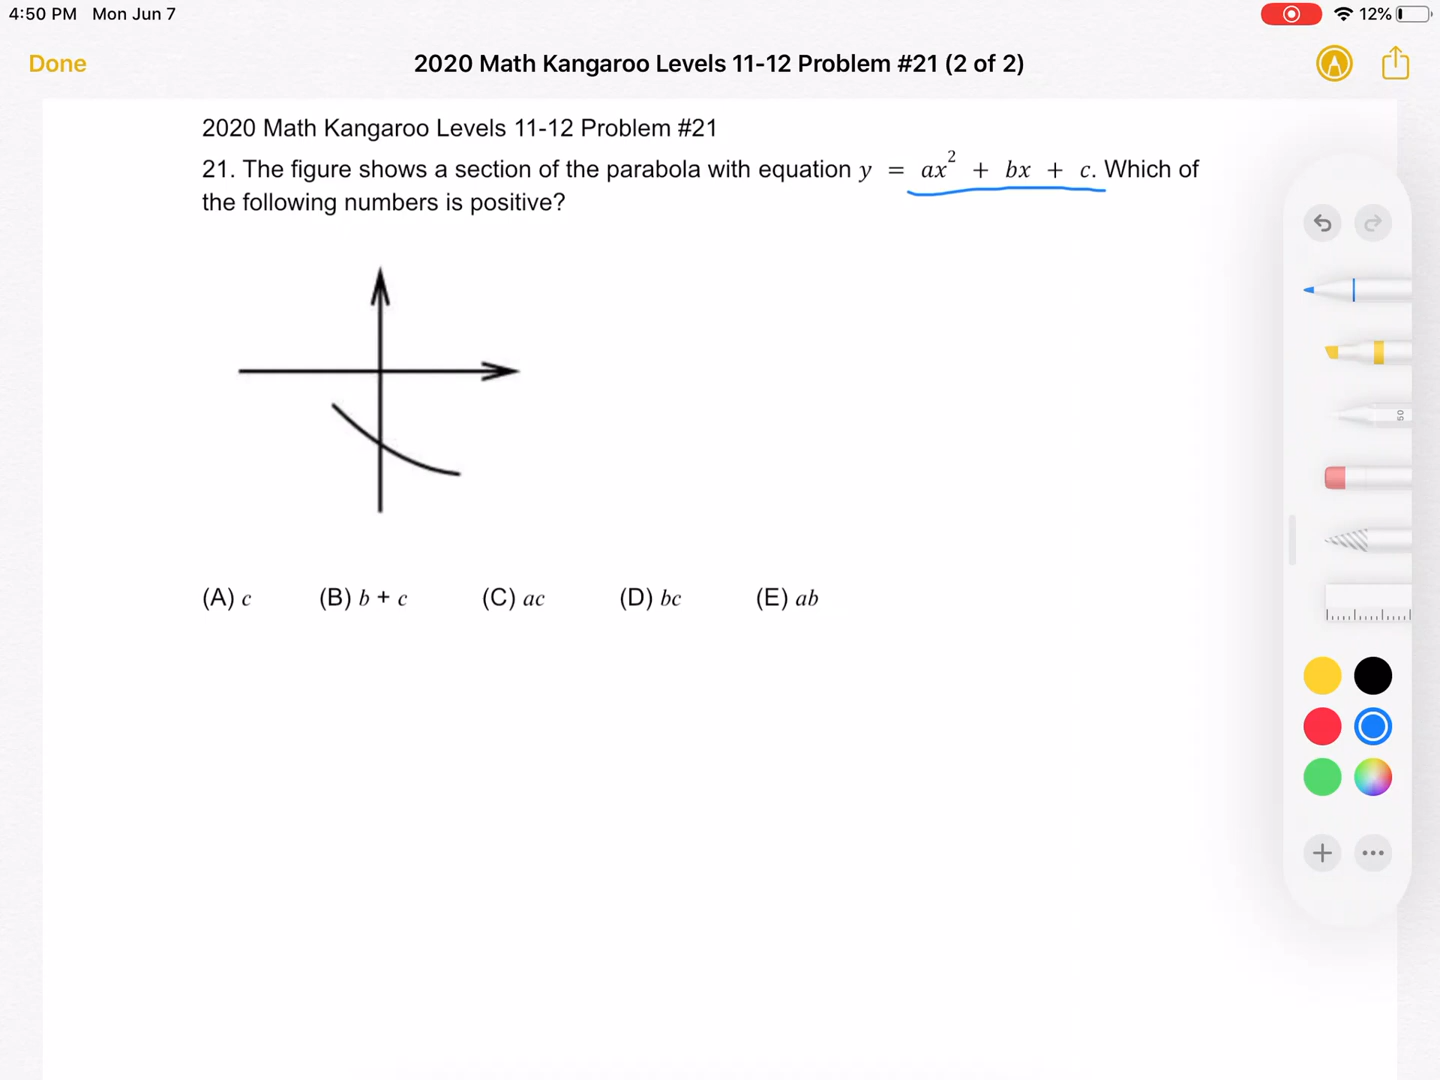 4:50 PM Mon Jun 7
12%
Done
2020 Math Kangaroo Levels 11-12 Problem #21 (2 of 2)
2020 Math Kangaroo Levels 11-12 Problem #21
21. The figure shows a section of the parabola with equation y = ax² + bx + c. Which of
the following numbers is positive?
50
(A) c (B) b + c (C) ac (D) bc (E) ab